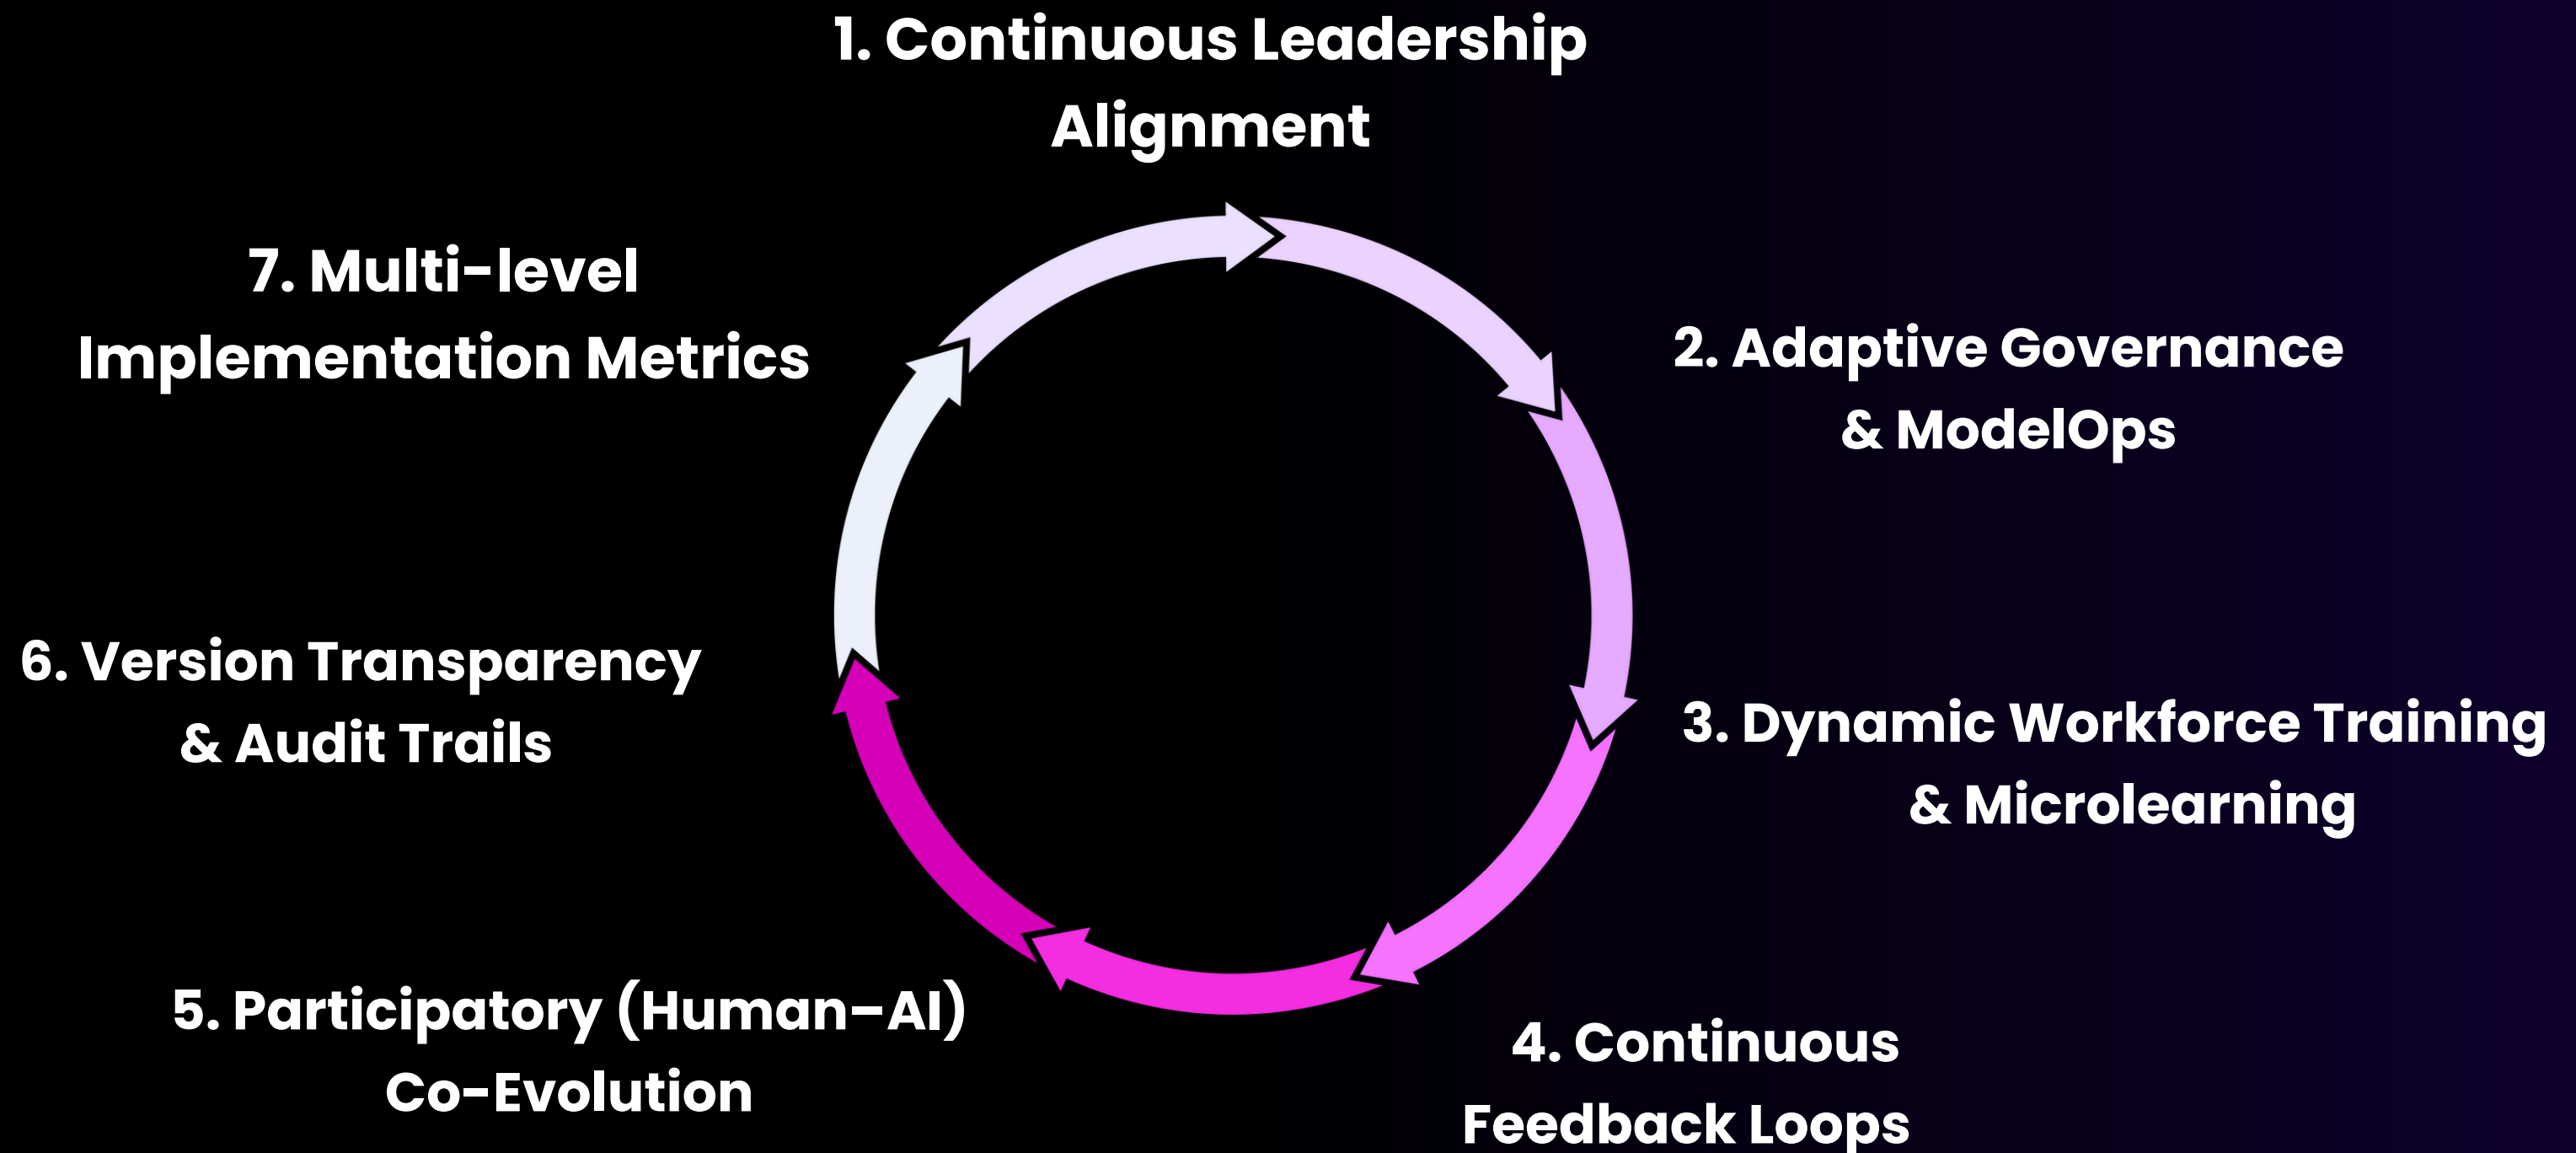 1. Continuous Leadership
Alignment
2. Adaptive Governance
& ModelOps
3. Dynamic Workforce Training
& Microlearning
4. Continuous
Feedback Loops
5. Participatory (Human–AI)
Co-Evolution
6. Version Transparency
& Audit Trails
7. Multi-level
Implementation Metrics